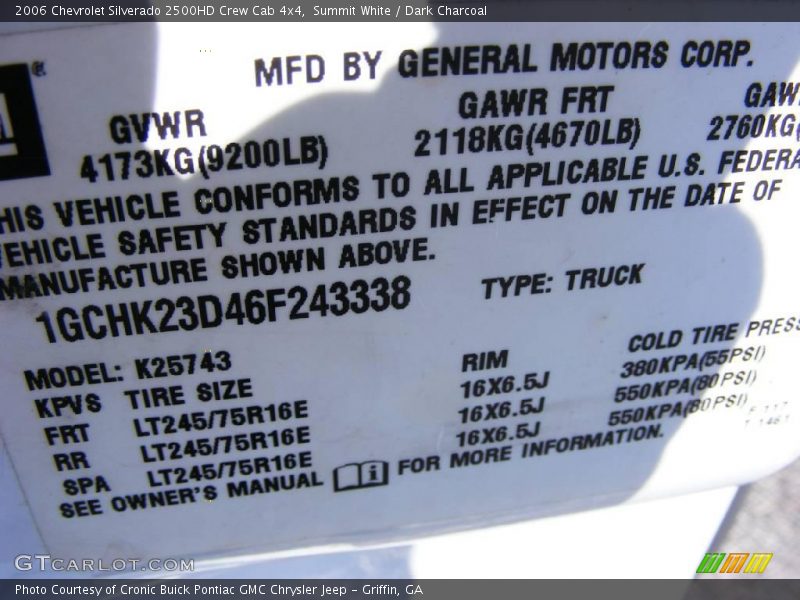 2006 Chevrolet Silverado 2500HD Crew Cab 4x4, Summit White / Dark Charcoal
MFD BY GENERAL MOTORS CORP.
GVWR GAWR FRT GAW
4173KG(9200LB) 2118KG(4670LB) 2760KG(
HIS VEHICLE CONFORMS TO ALL APPLICABLE U.S. FEDERA
VEHICLE SAFETY STANDARDS IN EFFECT ON THE DATE OF
MANUFACTURE SHOWN ABOVE.
1GCHK23D46F243338 TYPE: TRUCK
MODEL: K25743
KPVS TIRE SIZE RIM COLD TIRE PRESS
FRT LT245/75R16E 16X6.5J 380KPA(55PSI)
RR LT245/75R16E 16X6.5J 550KPA(80PSI)
SPA LT245/75R16E 16X6.5J 550KPA(80PSI)
SEE OWNER'S MANUAL FOR MORE INFORMATION.
GTCARLOT.COM
Photo Courtesy of Cronic Buick Pontiac GMC Chrysler Jeep – Griffin, GA